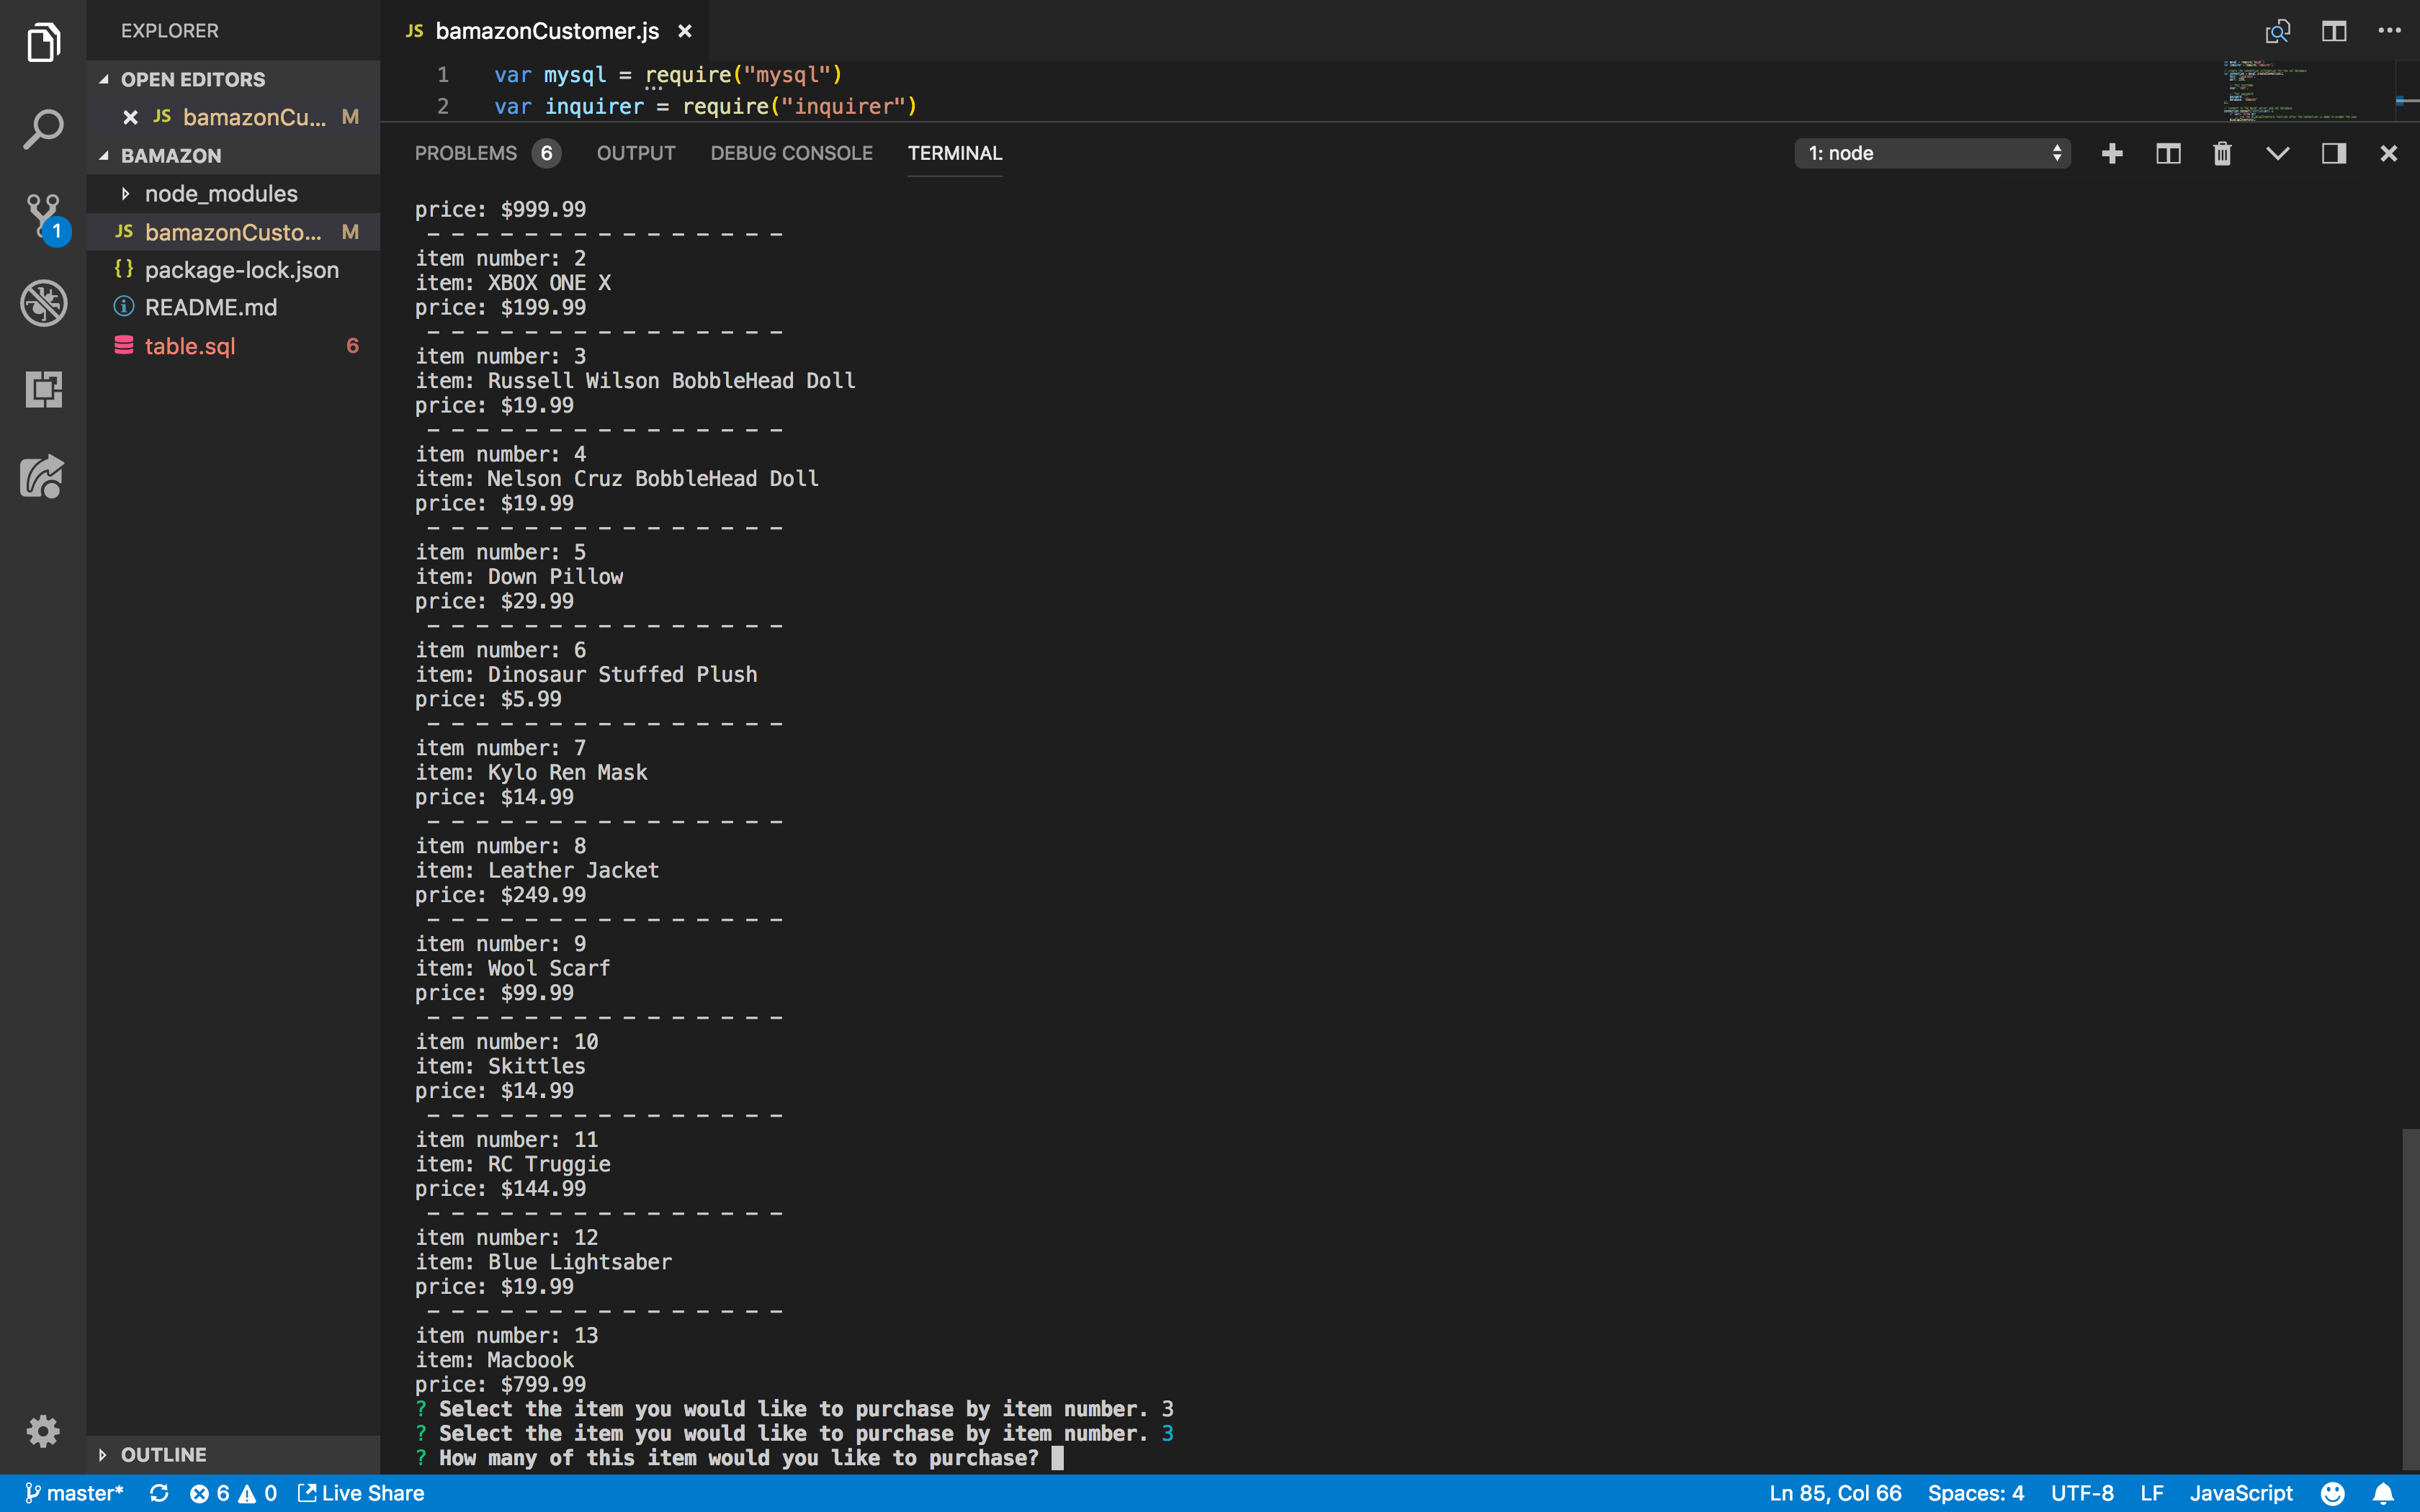 EXPLORER
OPEN EDITORS
JS bamazonCu... M
BAMAZON
node_modules
JS bamazonCusto... M
{} package-lock.json
README.md
table.sql 6
OUTLINE
1
JS bamazonCustomer.js
1 var mysql = require("mysql")
2 var inquirer = require("inquirer")
PROBLEMS 6 OUTPUT DEBUG CONSOLE TERMINAL 1: node
price: $999.99
- - - - - - - - - - - - - - -
item number: 2
item: XBOX ONE X
price: $199.99
- - - - - - - - - - - - - - -
item number: 3
item: Russell Wilson BobbleHead Doll
price: $19.99
- - - - - - - - - - - - - - -
item number: 4
item: Nelson Cruz BobbleHead Doll
price: $19.99
- - - - - - - - - - - - - - -
item number: 5
item: Down Pillow
price: $29.99
- - - - - - - - - - - - - - -
item number: 6
item: Dinosaur Stuffed Plush
price: $5.99
- - - - - - - - - - - - - - -
item number: 7
item: Kylo Ren Mask
price: $14.99
- - - - - - - - - - - - - - -
item number: 8
item: Leather Jacket
price: $249.99
- - - - - - - - - - - - - - -
item number: 9
item: Wool Scarf
price: $99.99
- - - - - - - - - - - - - - -
item number: 10
item: Skittles
price: $14.99
- - - - - - - - - - - - - - -
item number: 11
item: RC Truggie
price: $144.99
- - - - - - - - - - - - - - -
item number: 12
item: Blue Lightsaber
price: $19.99
- - - - - - - - - - - - - - -
item number: 13
item: Macbook
price: $799.99
? Select the item you would like to purchase by item number. 3
? Select the item you would like to purchase by item number. 3
? How many of this item would you like to purchase?
master* 6 0 Live Share Ln 85, Col 66 Spaces: 4 UTF-8 LF JavaScript